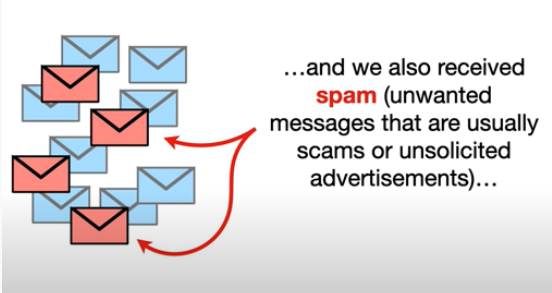 ...and we also received
spam (unwanted
messages that are usually
scams or unsolicited
advertisements)...